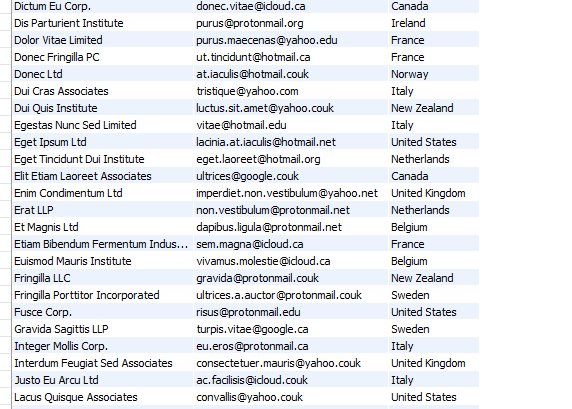 Dictum Eu Corp. donec.vitae@icloud.ca Canada
Dis Parturient Institute purus@protonmail.org Ireland
Dolor Vitae Limited purus.maecenas@yahoo.edu France
Donec Fringilla PC ut.tincidunt@hotmail.ca France
Donec Ltd at.iaculis@hotmail.couk Norway
Dui Cras Associates tristique@yahoo.com Italy
Dui Quis Institute luctus.sit.amet@yahoo.couk New Zealand
Egestas Nunc Sed Limited vitae@hotmail.edu Italy
Eget Ipsum Ltd lacinia.at.iaculis@hotmail.net United States
Eget Tincidunt Dui Institute eget.laoreet@hotmail.org Netherlands
Elit Etiam Laoreet Associates ultrices@google.couk Canada
Enim Condimentum Ltd imperdiet.non.vestibulum@yahoo.net United Kingdom
Erat LLP non.vestibulum@protonmail.net Netherlands
Et Magnis Ltd dapibus.ligula@protonmail.net Belgium
Etiam Bibendum Fermentum Indus... sem.magna@icloud.ca France
Euismod Mauris Institute vivamus.molestie@icloud.ca Belgium
Fringilla LLC gravida@protonmail.couk New Zealand
Fringilla Porttitor Incorporated ultrices.a.auctor@protonmail.couk Sweden
Fusce Corp. risus@protonmail.edu United States
Gravida Sagittis LLP turpis.vitae@google.ca Sweden
Integer Mollis Corp. eu.eros@protonmail.ca Italy
Interdum Feugiat Sed Associates consectetuer.mauris@yahoo.couk United Kingdom
Justo Eu Arcu Ltd ac.facilisis@icloud.couk Italy
Lacus Quisque Associates convallis@yahoo.couk United States